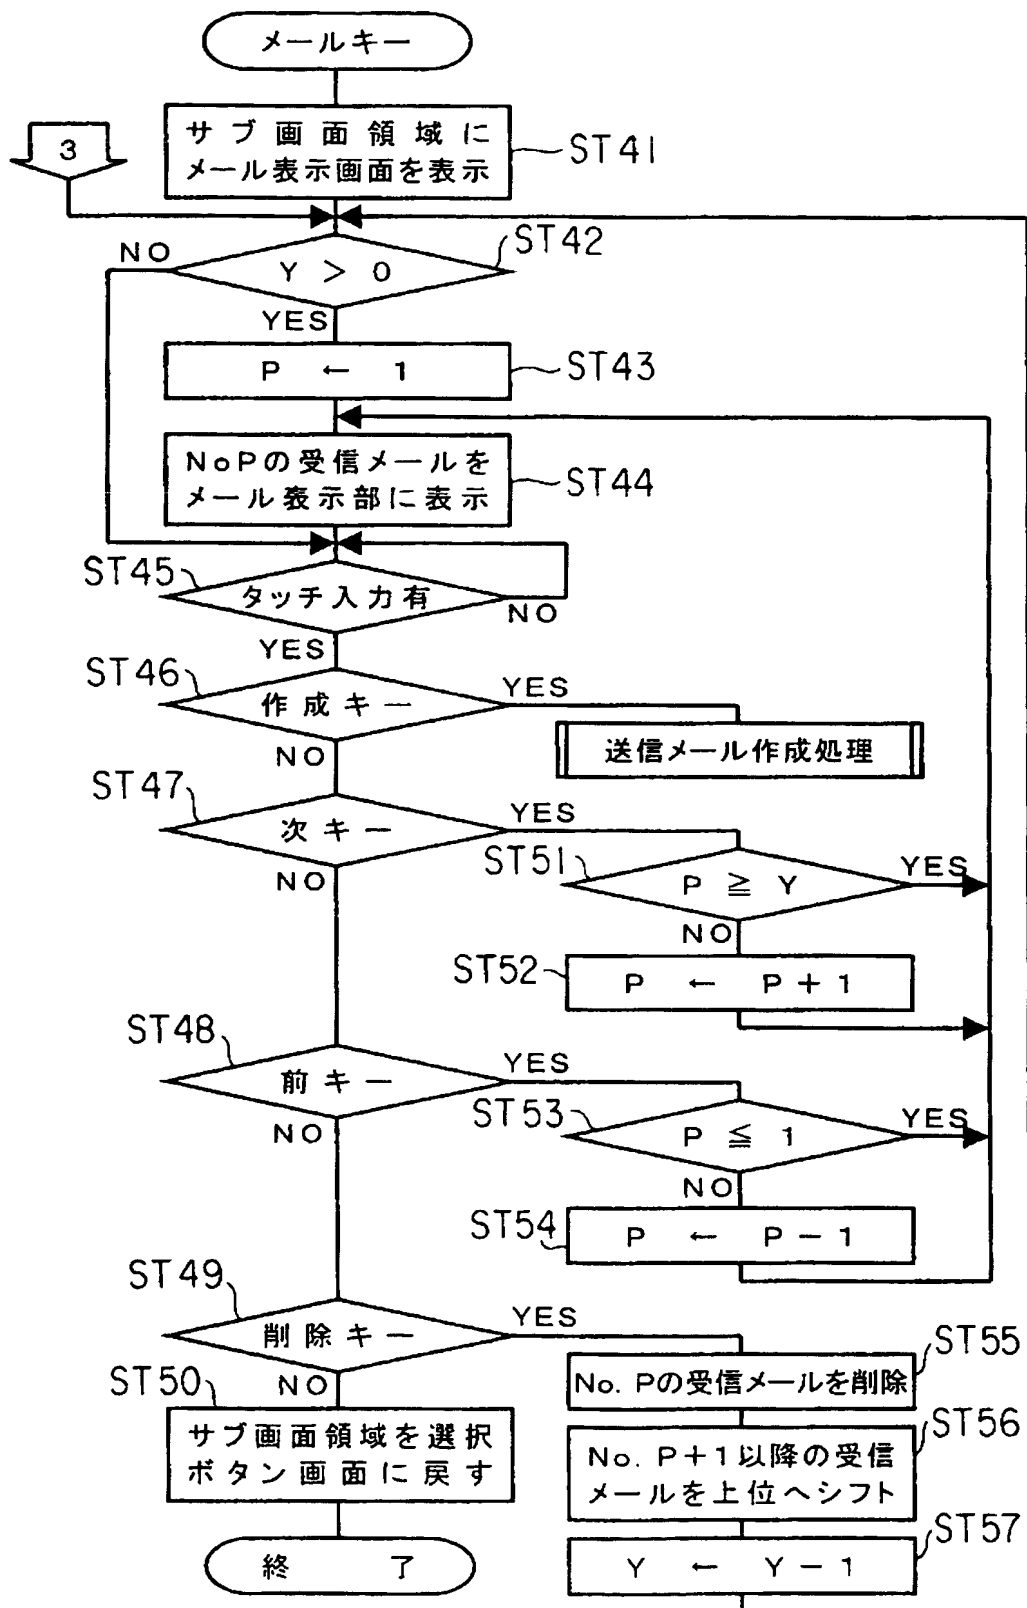 メールキー
サブ画面領域に
メール表示画面を表示
ST41
3
ST42
NO
Y > 0
YES
P ← 1
ST43
NoPの受信メールを
メール表示部に表示
ST44
ST45
タッチ入力有
NO
YES
ST46
作成キー
YES
送信メール作成処理
NO
ST47
次キー
YES
ST51
P ≧ Y
YES
NO
NO
ST52
P ← P+1
ST48
前キー
YES
ST53
P ≦ 1
YES
NO
NO
ST54
P ← P-1
ST49
削除キー
YES
ST55
No. Pの受信メールを削除
ST50
NO
サブ画面領域を選択
ボタン画面に戻す
ST56
No. P+1以降の受信
メールを上位へシフト
ST57
Y ← Y-1
終 了